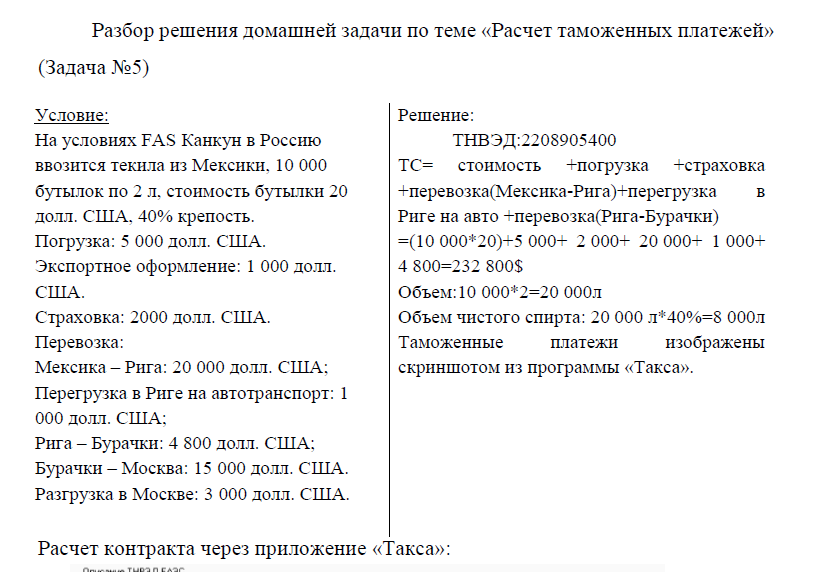 Разбор решения домашней задачи по теме «Расчет таможенных платежей»
(Задача №5)
Условие:
На условиях FAS Канкун в Россию
ввозится текила из Мексики, 10 000
бутылок по 2 л, стоимость бутылки 20
долл. США, 40% крепость.
Погрузка: 5 000 долл. США.
Экспортное оформление: 1 000 долл.
США.
Страховка: 2000 долл. США.
Перевозка:
Мексика – Рига: 20 000 долл. США;
Перегрузка в Риге на автотранспорт: 1
000 долл. США;
Рига – Бурачки: 4 800 долл. США;
Бурачки – Москва: 15 000 долл. США.
Разгрузка в Москве: 3 000 долл. США.
Решение:
ТНВЭД:2208905400
ТС= стоимость +погрузка +страховка
+перевозка(Мексика-Рига)+перегрузка в
Риге на авто +перевозка(Рига-Бурачки)
=(10 000*20)+5 000+ 2 000+ 20 000+ 1 000+
4 800=232 800$
Объем:10 000*2=20 000л
Объем чистого спирта: 20 000 л*40%=8 000л
Таможенные платежи изображены
скриншотом из программы «Такса».
Расчет контракта через приложение «Такса»:
Описание ТНВЭД ЕАЭС